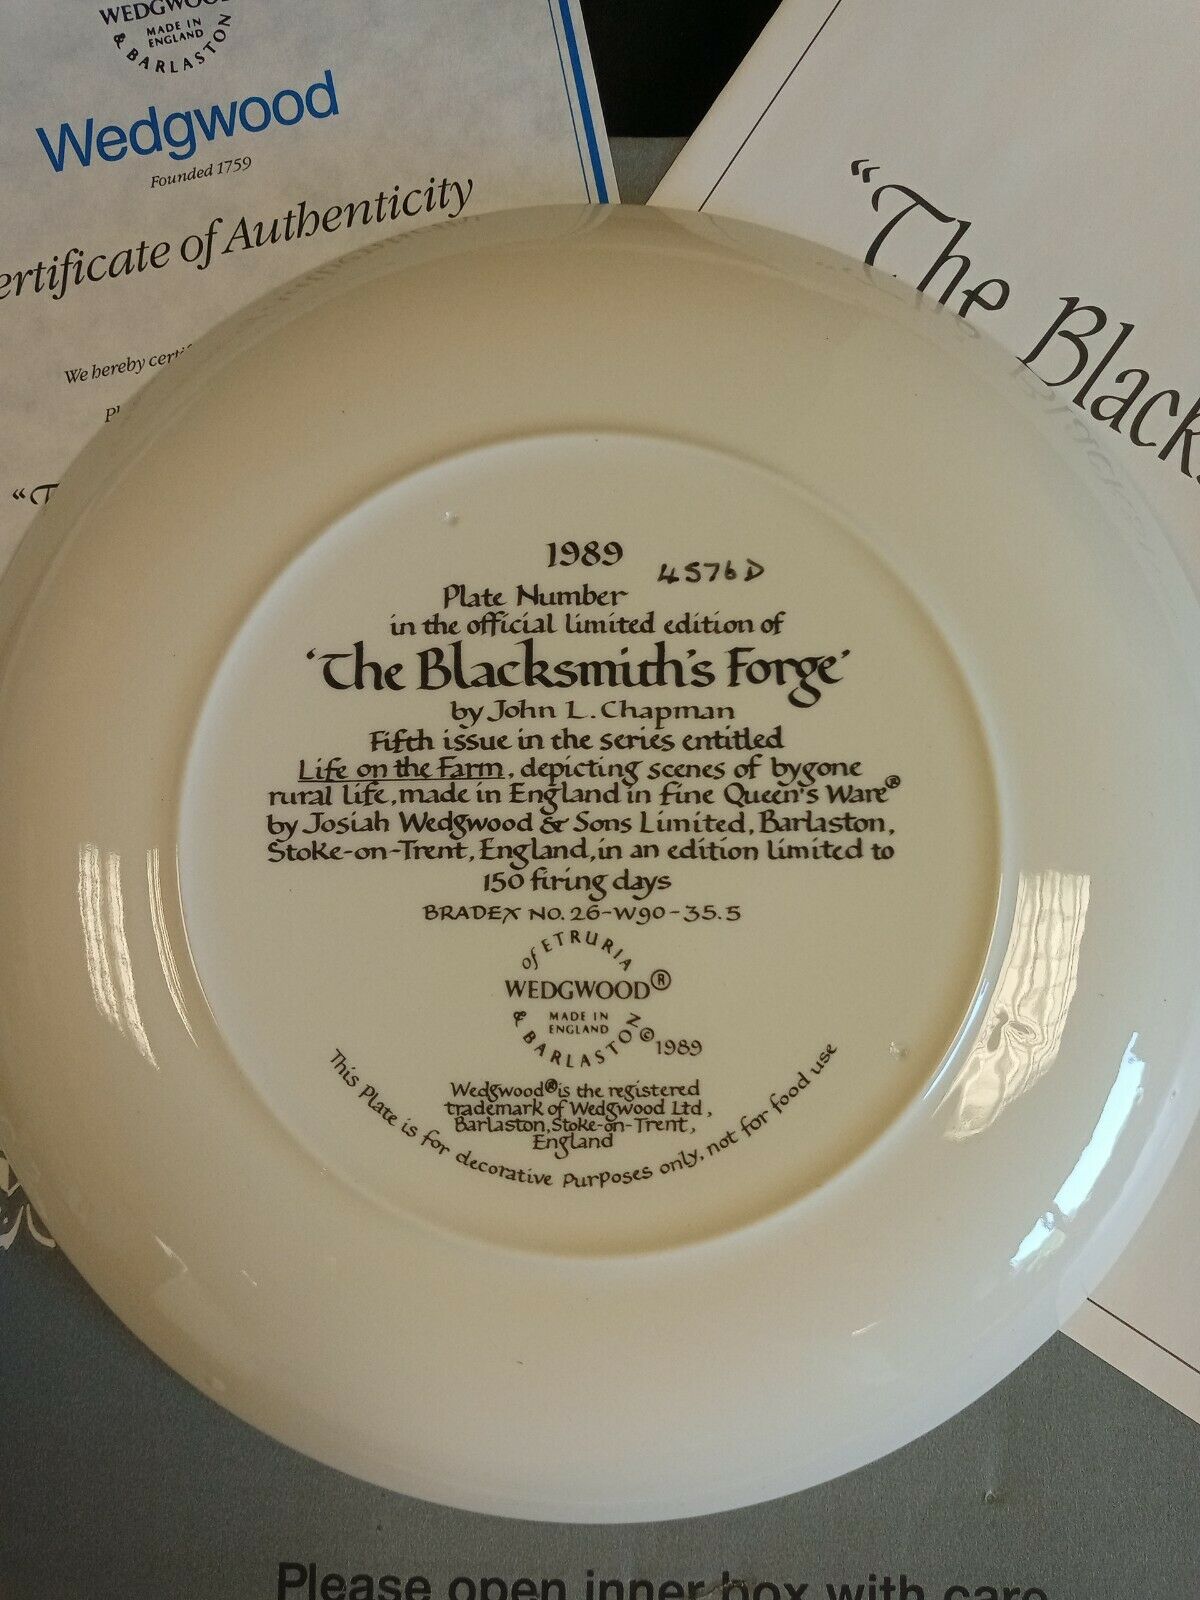 WEDGWOOD
MADE IN
ENGLAND
& BARLASTON
Wedgwood
Founded 1759
ertificate of Authenticity
We hereby certi
"The Blacks
1989
4576D
Plate Number
in the official limited edition of
'The Blacksmith's Forge'
by John L. Chapman
Fifth issue in the series entitled
Life on the Farm, depicting scenes of bygone
rural life, made in England in fine Queen's Ware®
by Josiah Wedgwood & Sons Limited, Barlaston,
Stoke-on-Trent, England, in an edition limited to
150 firing days
BRADEX NO. 26-W90-35.5
of ETRURIA
WEDGWOOD®
MADE IN
ENGLAND
& BARLASTON
© 1989
Wedgwood® is the registered
trademark of Wedgwood Ltd,
Barlaston, Stoke-on-Trent,
England
This Plate is for decorative Purposes only, not for food use
Please open inner box with care